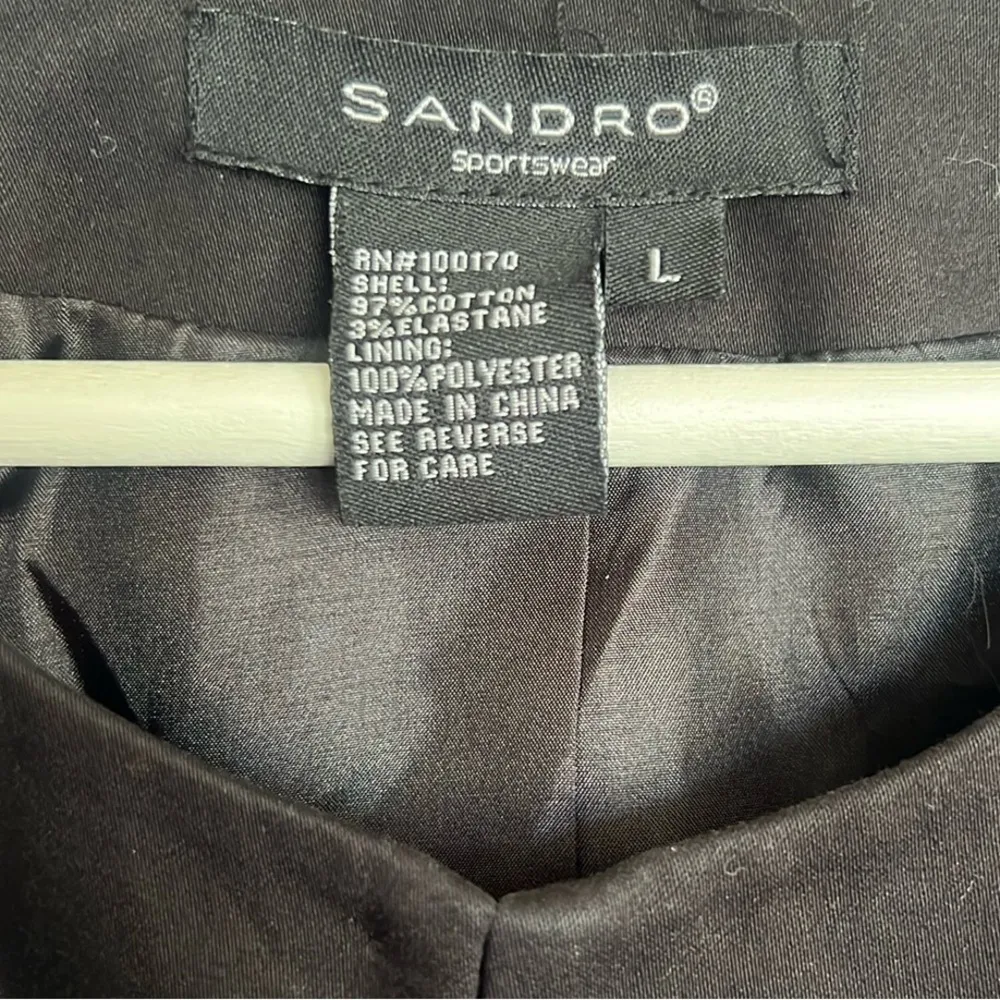 SANDRO®
Sportswear
L
RN#100170
SHELL:
97%COTTON
3%ELASTANE
LINING:
100%POLYESTER
MADE IN CHINA
SEE REVERSE
FOR CARE